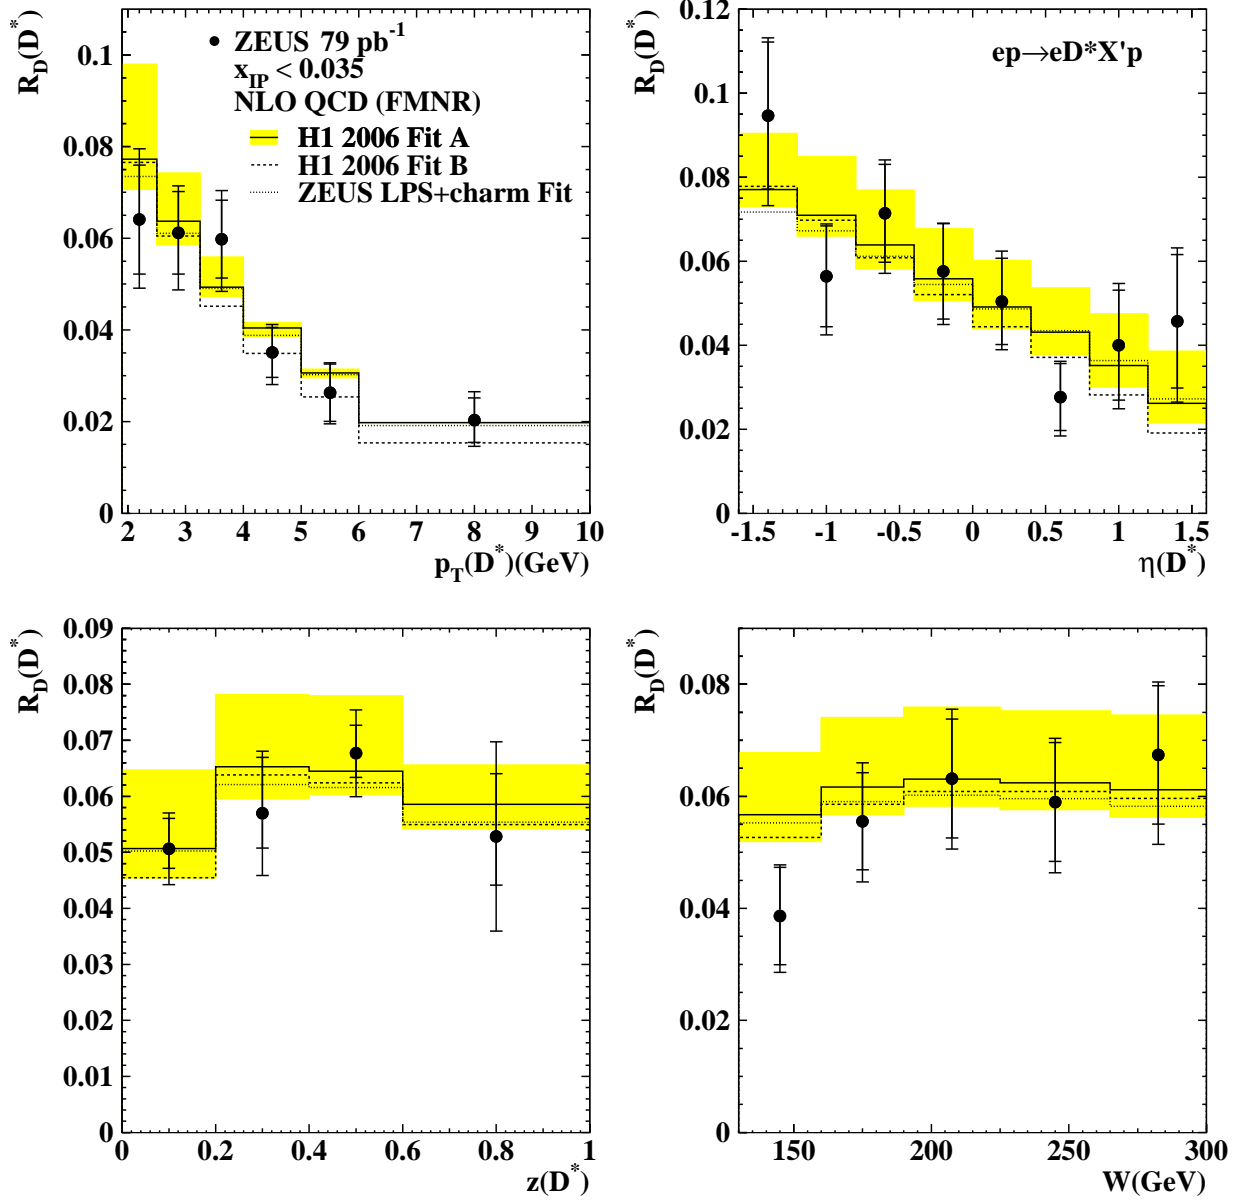 R_D(D^*)
0.1
0.08
0.06
0.04
0.02
0
ZEUS 79 pb^-1
x_IP < 0.035
NLO QCD (FMNR)
H1 2006 Fit A
H1 2006 Fit B
ZEUS LPS+charm Fit
2 3 4 5 6 7 8 9 10
p_T(D^*)(GeV)
R_D(D^*)
0.12
0.1
0.08
0.06
0.04
0.02
0
ep→eD*X'p
-1.5 -1 -0.5 0 0.5 1 1.5
η(D^*)
R_D(D^*)
0.09
0.08
0.07
0.06
0.05
0.04
0.03
0.02
0.01
0
0 0.2 0.4 0.6 0.8 1
z(D^*)
R_D(D^*)
0.08
0.06
0.04
0.02
0
150 200 250 300
W(GeV)